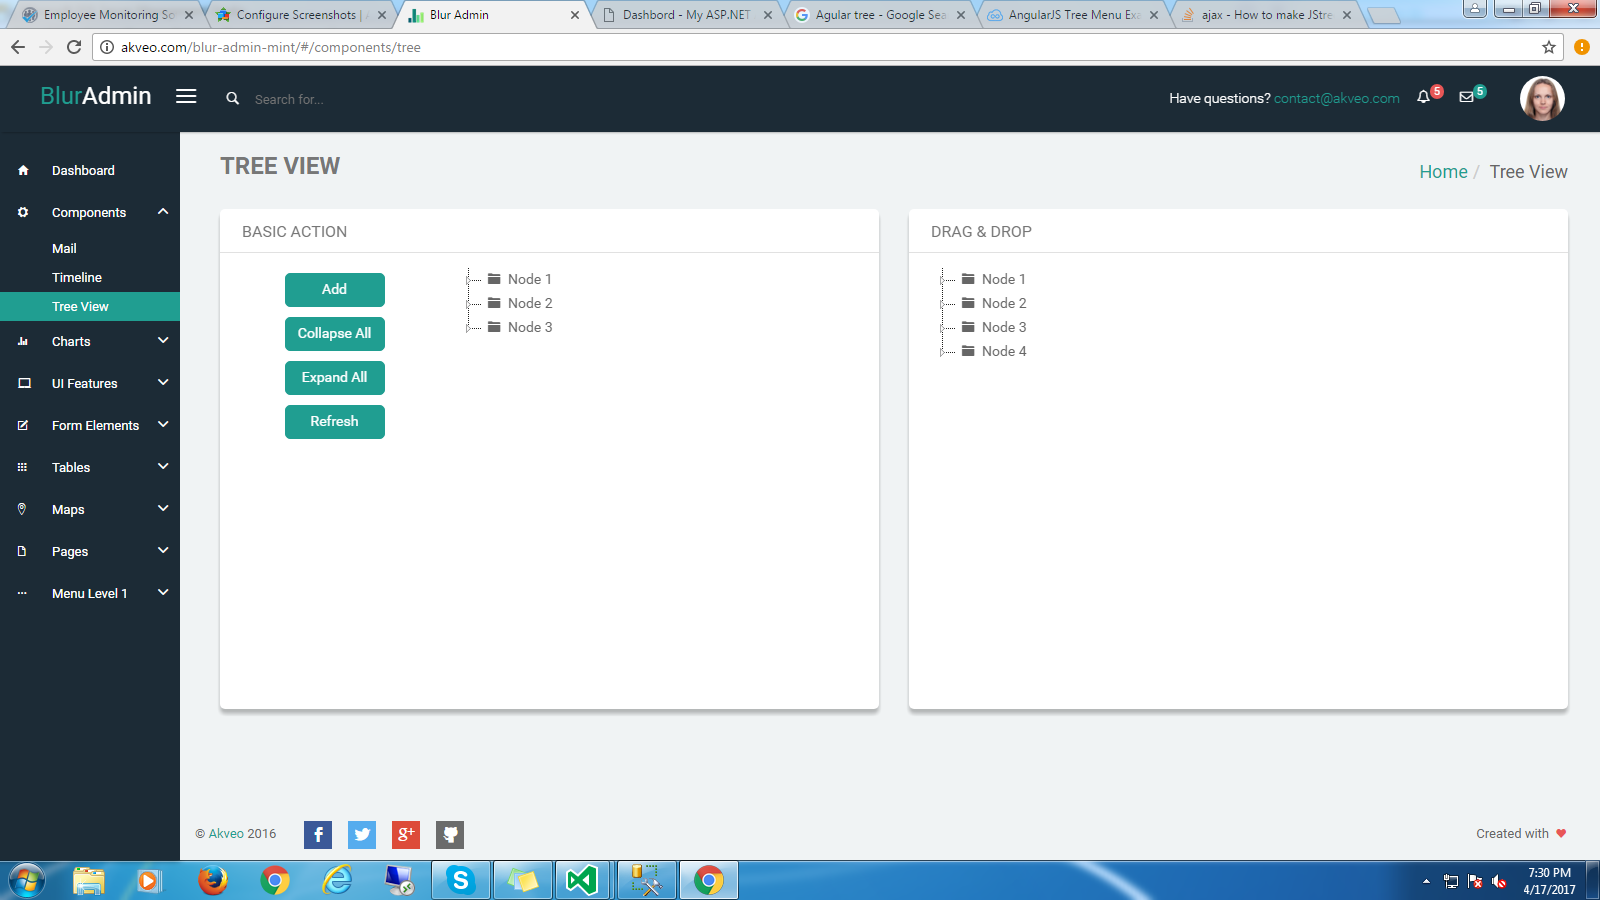 Employee Monitoring So
Configure Screenshots | A
Blur Admin
Dashbord - My ASP.NET
Agular tree - Google Sea
AngularJS Tree Menu Exa
ajax - How to make JStre
akveo.com/blur-admin-mint/#/components/tree
BlurAdmin
Search for...
Have questions? contact@akveo.com
5
5
Dashboard
Components
Mail
Timeline
Tree View
Charts
UI Features
Form Elements
Tables
Maps
Pages
Menu Level 1
TREE VIEW
Home / Tree View
BASIC ACTION
Add
Collapse All
Expand All
Refresh
Node 1
Node 2
Node 3
DRAG & DROP
Node 1
Node 2
Node 3
Node 4
© Akveo 2016
Created with
7:30 PM
4/17/2017